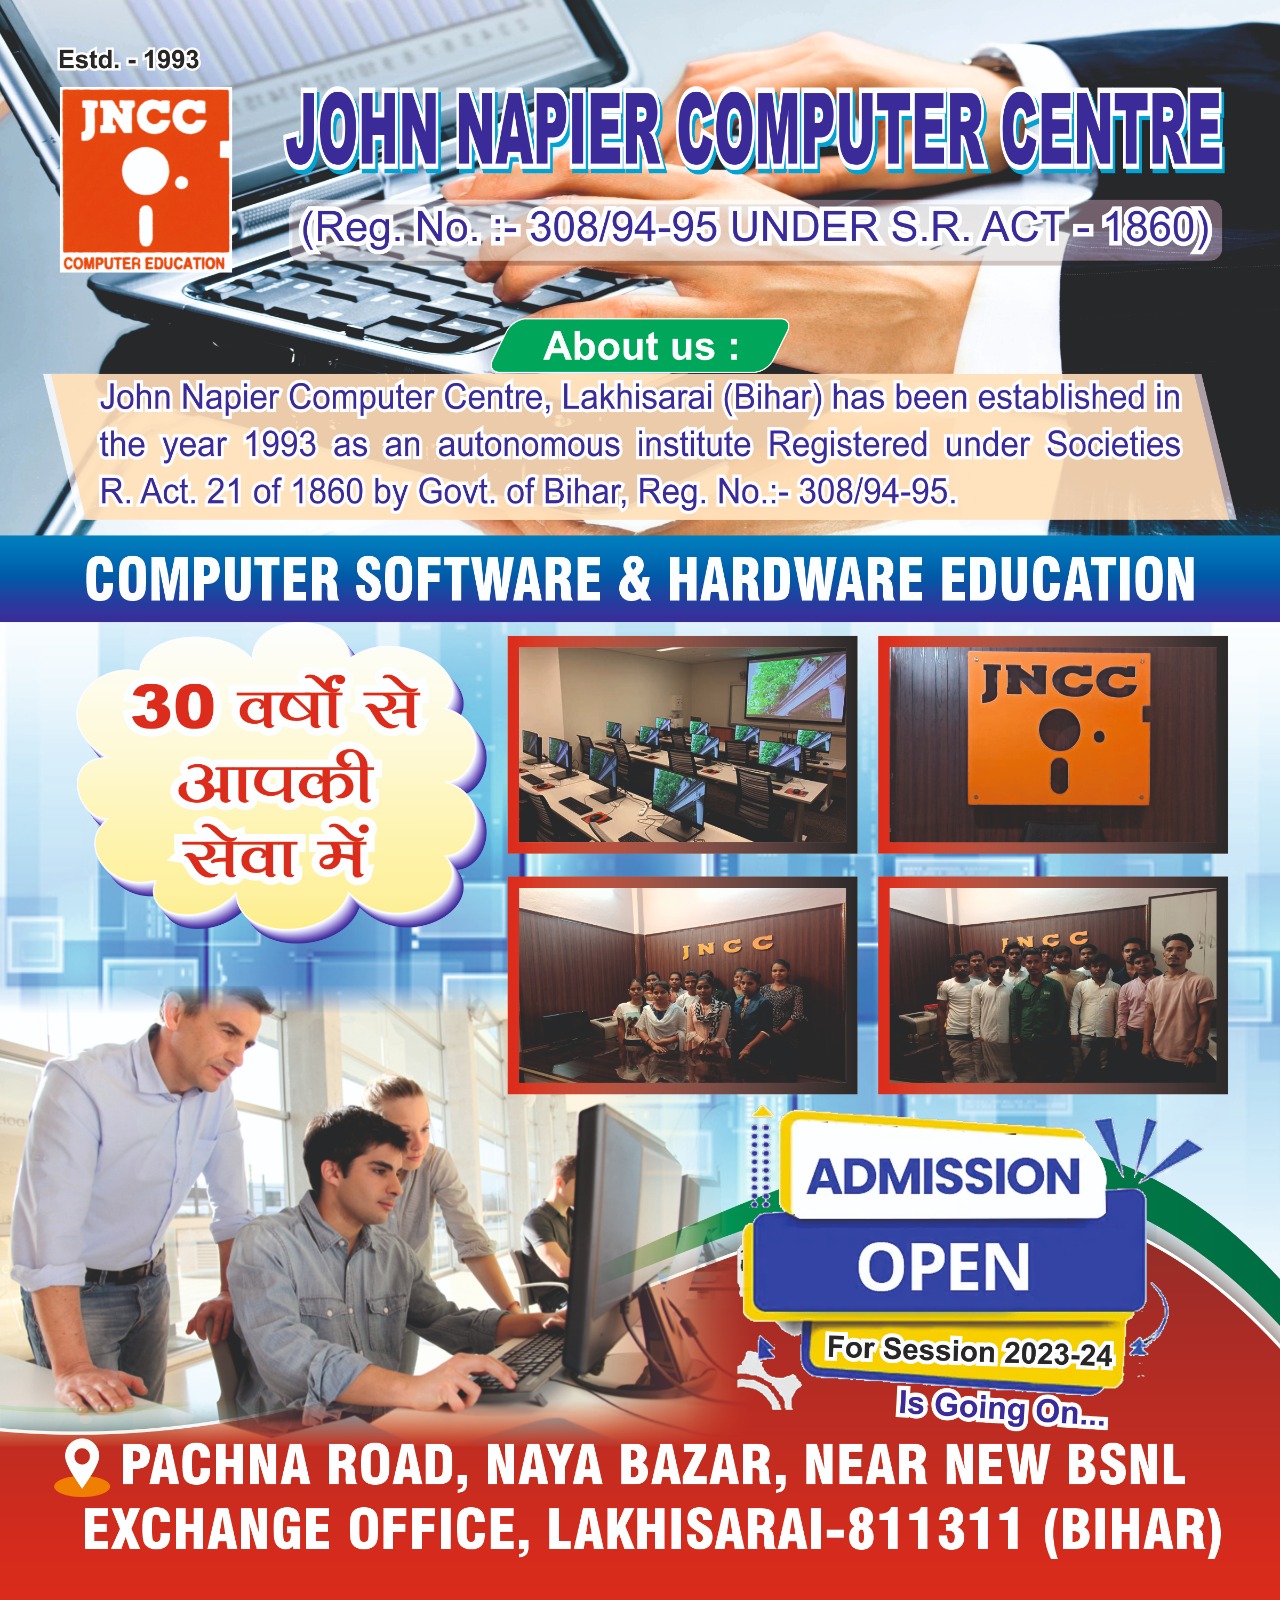 Estd. - 1993
JNCC
COMPUTER EDUCATION
JOHN NAPIER COMPUTER CENTRE
(Reg. No. :- 308/94-95 UNDER S.R. ACT - 1860)
About us :
John Napier Computer Centre, Lakhisarai (Bihar) has been established in
the year 1993 as an autonomous institute Registered under Societies
R. Act. 21 of 1860 by Govt. of Bihar, Reg. No.:- 308/94-95.
COMPUTER SOFTWARE & HARDWARE EDUCATION
30 वर्षों से
आपकी
सेवा में
JNCC
JNCC
JNCC
ADMISSION
OPEN
For Session 2023-24
Is Going On...
PACHNA ROAD, NAYA BAZAR, NEAR NEW BSNL
EXCHANGE OFFICE, LAKHISARAI-811311 (BIHAR)